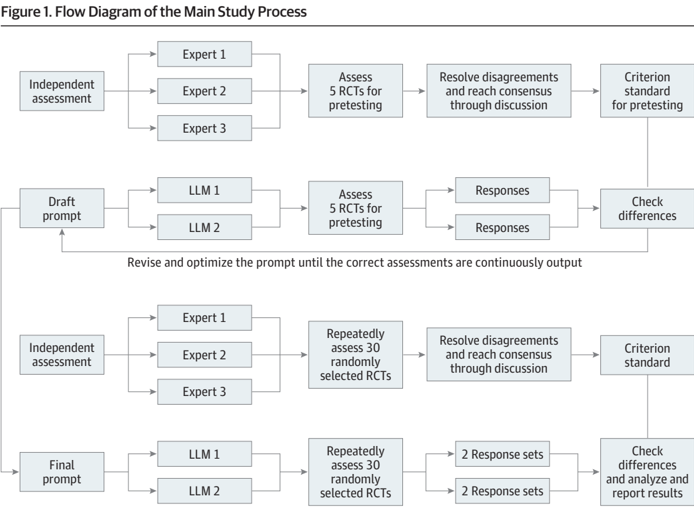 Figure 1. Flow Diagram of the Main Study Process
Independent
assessment
Expert 1
Expert 2
Expert 3
Assess
5 RCTs for
pretesting
Resolve disagreements
and reach consensus
through discussion
Criterion
standard
for pretesting
Draft
prompt
LLM 1
LLM 2
Assess
5 RCTs for
pretesting
Responses
Responses
Check
differences
Revise and optimize the prompt until the correct assessments are continuously output
Independent
assessment
Expert 1
Expert 2
Expert 3
Repeatedly
assess 30
randomly
selected RCTs
Resolve disagreements
and reach consensus
through discussion
Criterion
standard
Final
prompt
LLM 1
LLM 2
Repeatedly
assess 30
randomly
selected RCTs
2 Response sets
2 Response sets
Check
differences
and analyze and
report results